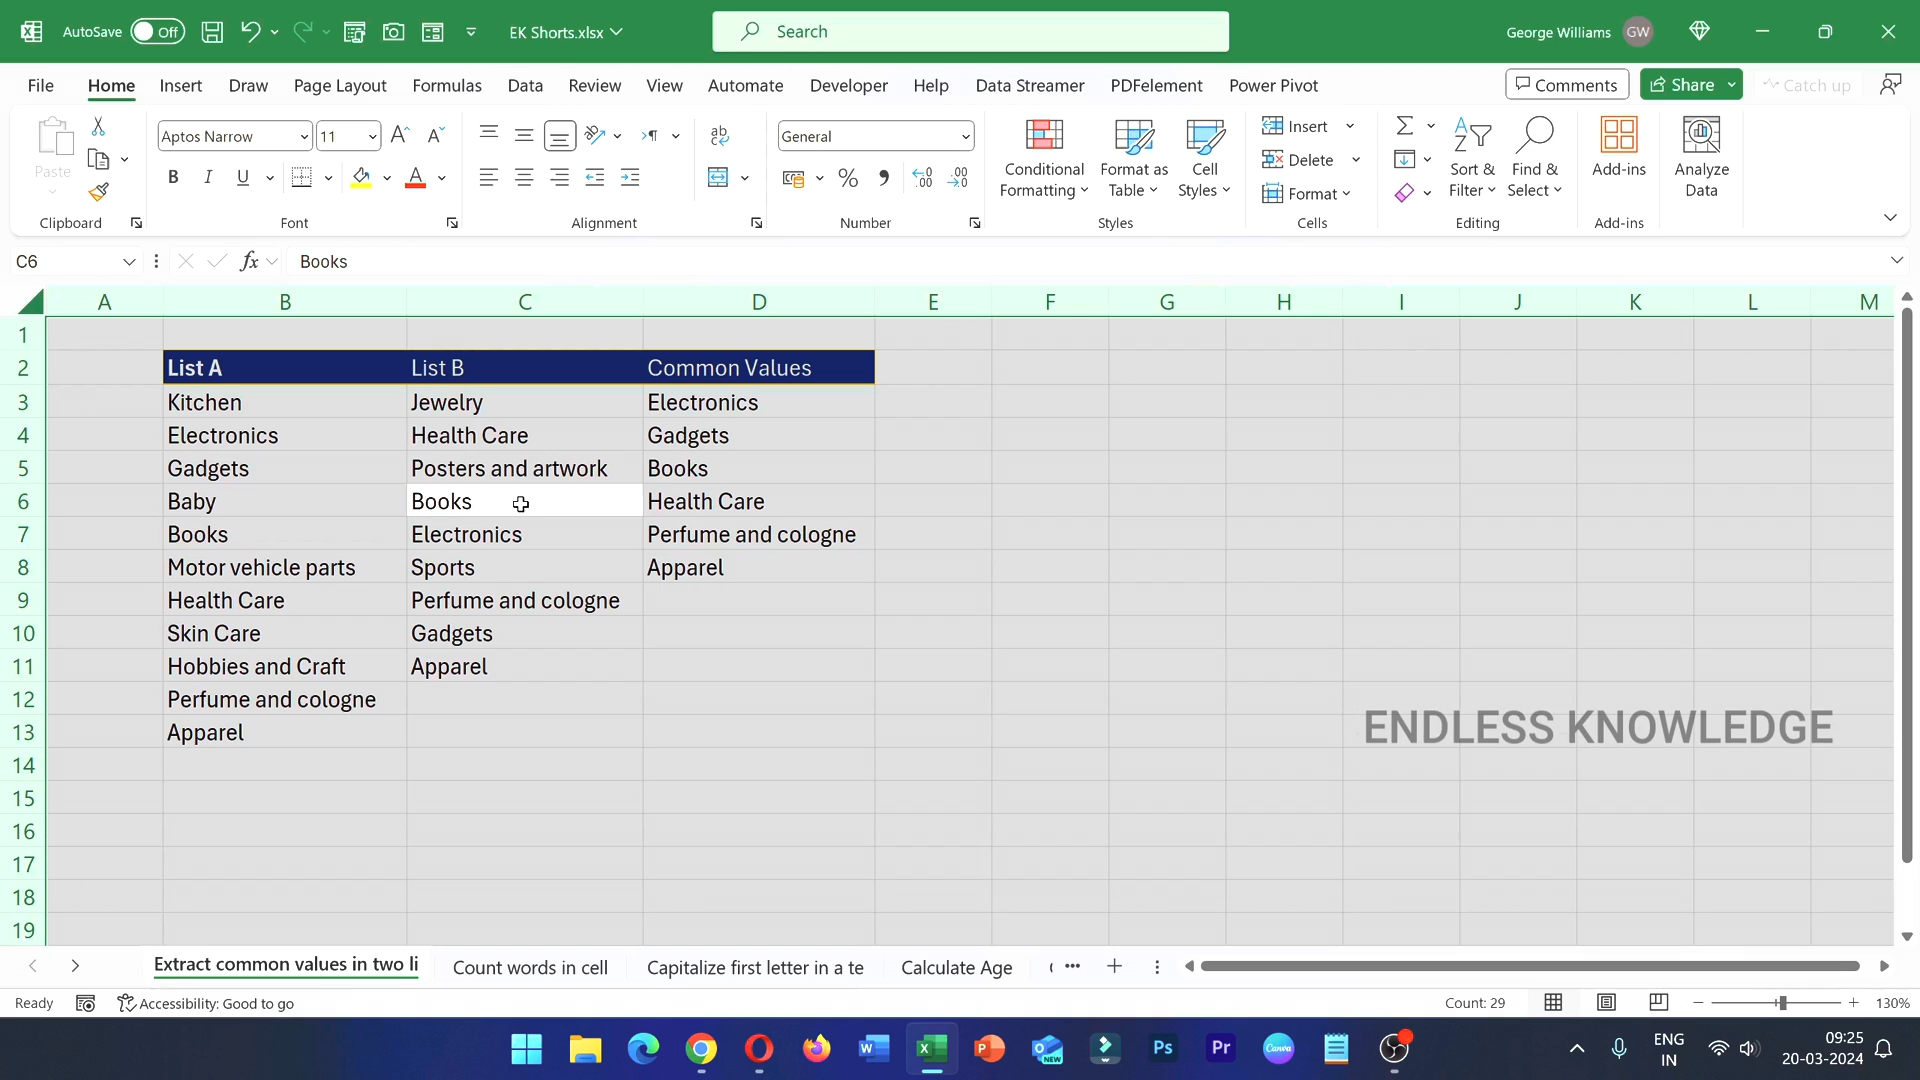 AutoSave Off EK Shorts.xlsx Search George Williams GW
File Home Insert Draw Page Layout Formulas Data Review View Automate Developer Help Data Streamer PDFelement Power Pivot Comments Share Catch up
Paste Aptos Narrow 11 General Conditional Formatting Format as Table Cell Styles Insert Delete Format Sort & Filter Find & Select Add-ins Analyze Data
Clipboard Font Alignment Number Styles Cells Editing Add-ins
C6 fx Books
A B C D E F G H I J K L M
1
2 List A List B Common Values
3 Kitchen Jewelry Electronics
4 Electronics Health Care Gadgets
5 Gadgets Posters and artwork Books
6 Baby Books Health Care
7 Books Electronics Perfume and cologne
8 Motor vehicle parts Sports Apparel
9 Health Care Perfume and cologne
10 Skin Care Gadgets
11 Hobbies and Craft Apparel
12 Perfume and cologne
13 Apparel
ENDLESS KNOWLEDGE
14
15
16
17
18
19
Extract common values in two li Count words in cell Capitalize first letter in a te Calculate Age
Ready Accessibility: Good to go Count: 29 130%
ENG 09:25
IN 20-03-2024